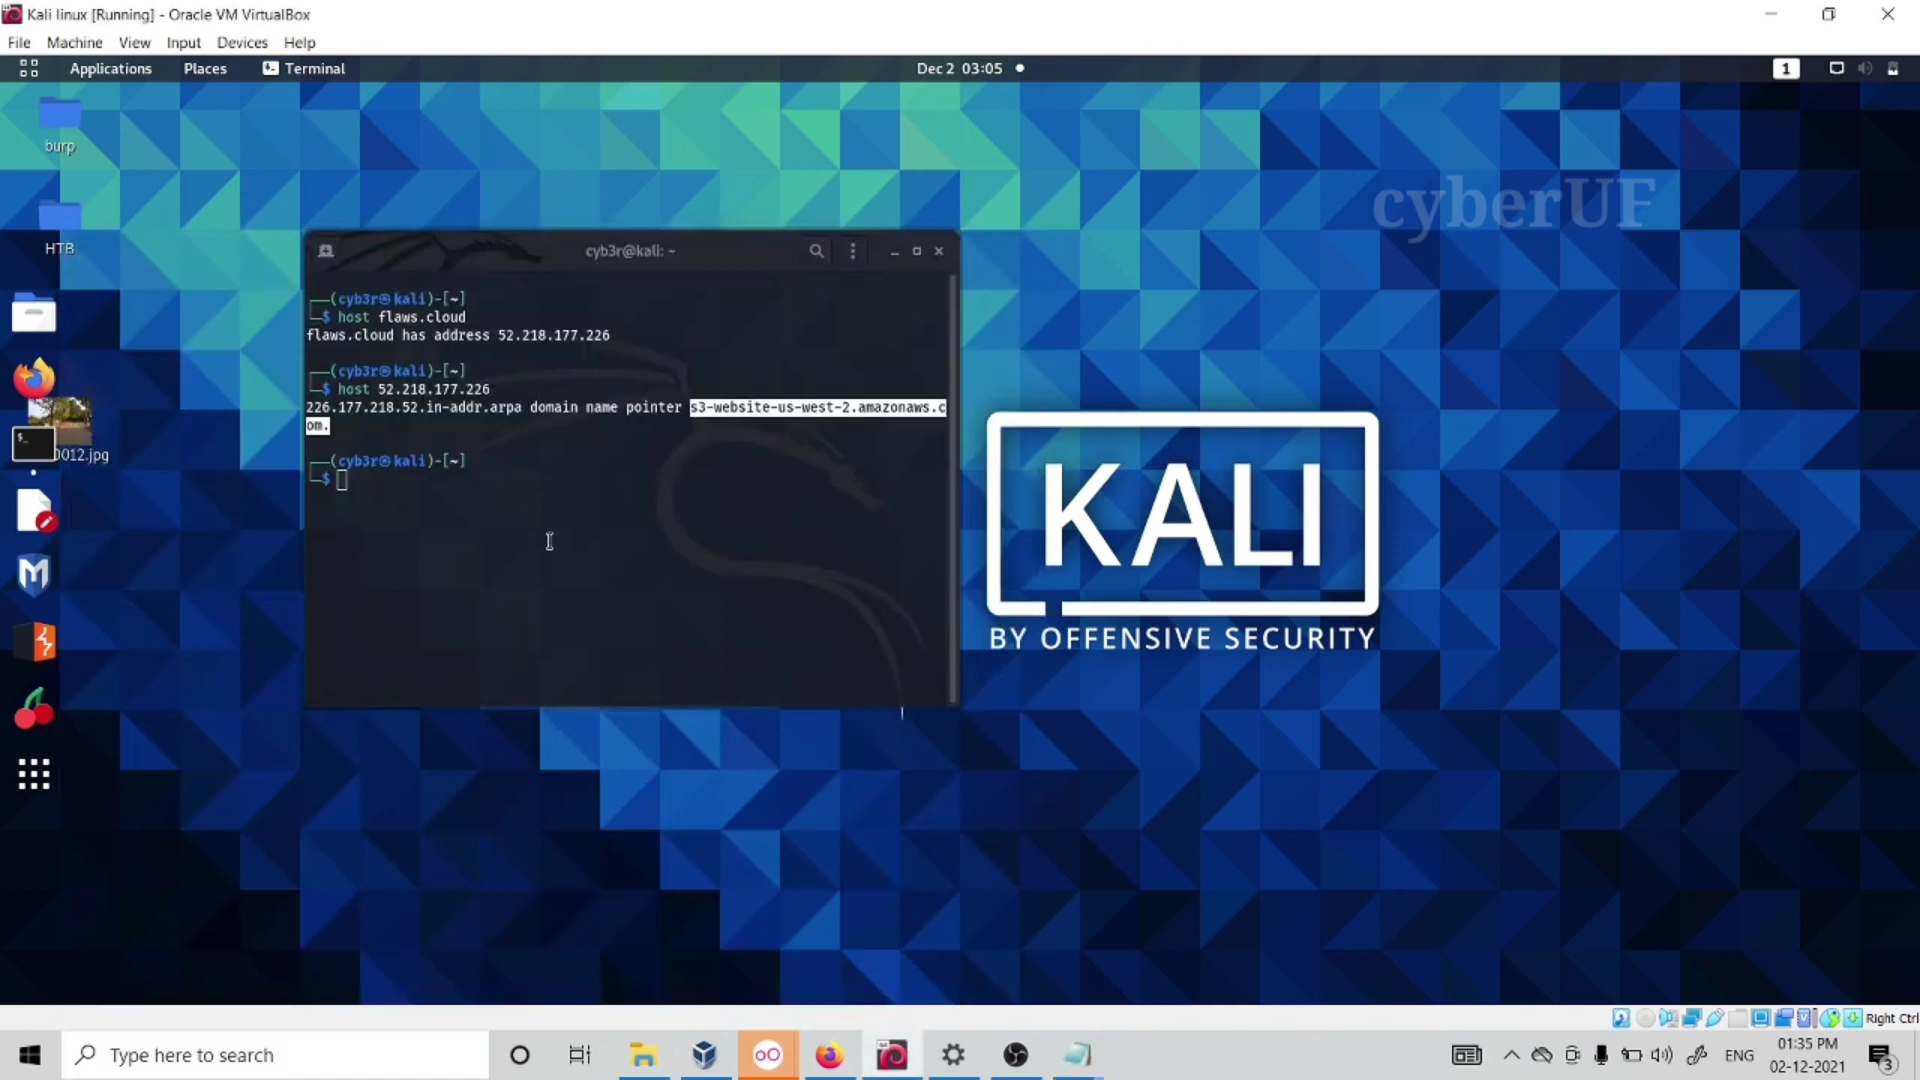 Kali linux [Running] - Oracle VM VirtualBox
File Machine View Input Devices Help
Applications Places Terminal Dec 2 03:05 1
burp
HTB
0012.jpg
cyberUF
cyb3r@kali: ~
┌──(cyb3r㉿kali)-[~]
└─$ host flaws.cloud
flaws.cloud has address 52.218.177.226
┌──(cyb3r㉿kali)-[~]
└─$ host 52.218.177.226
226.177.218.52.in-addr.arpa domain name pointer s3-website-us-west-2.amazonaws.c
om.
┌──(cyb3r㉿kali)-[~]
└─$
KALI
BY OFFENSIVE SECURITY
Right Ctrl
Type here to search
ENG
01:35 PM
02-12-2021
3